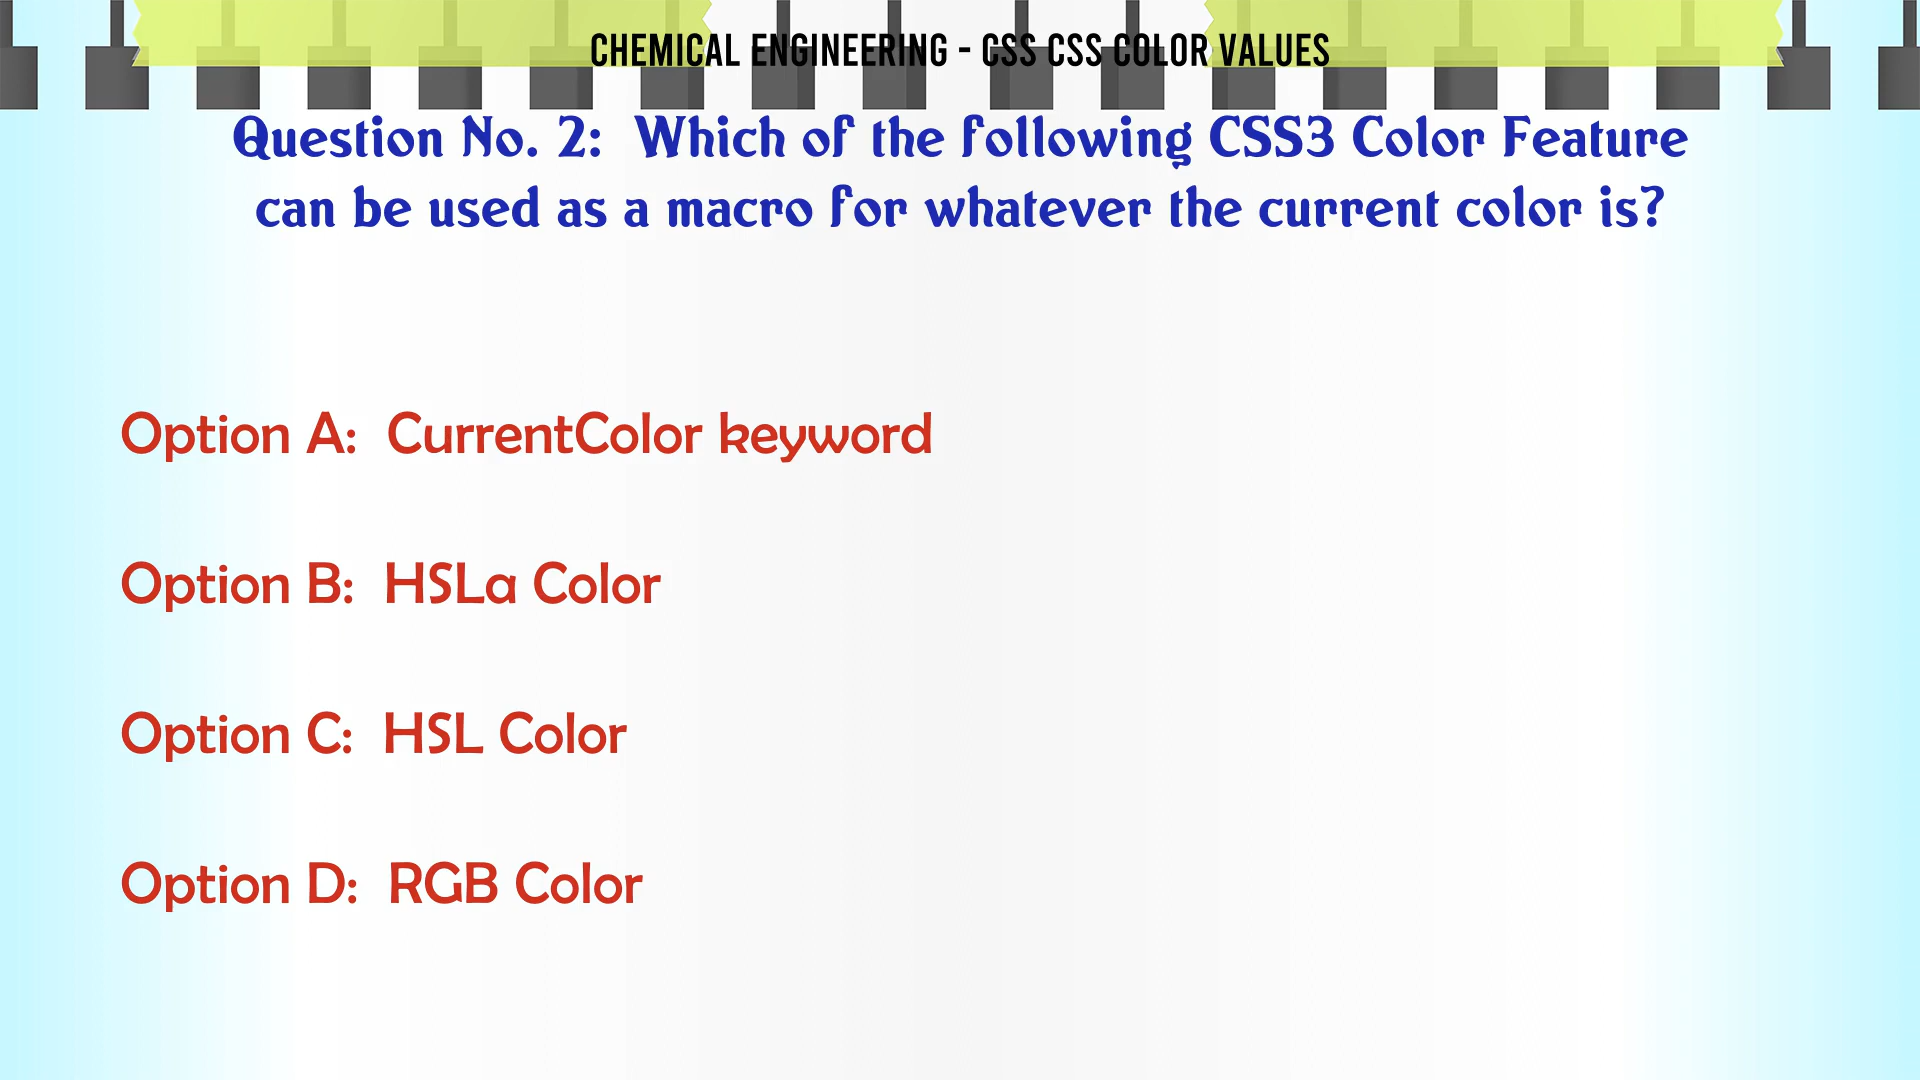 CHEMICAL ENGINEERING - CSS CSS COLOR VALUES
Question No. 2: Which of the following CSS3 Color Feature
can be used as a macro for whatever the current color is?
Option A: CurrentColor keyword
Option B: HSLa Color
Option C: HSL Color
Option D: RGB Color